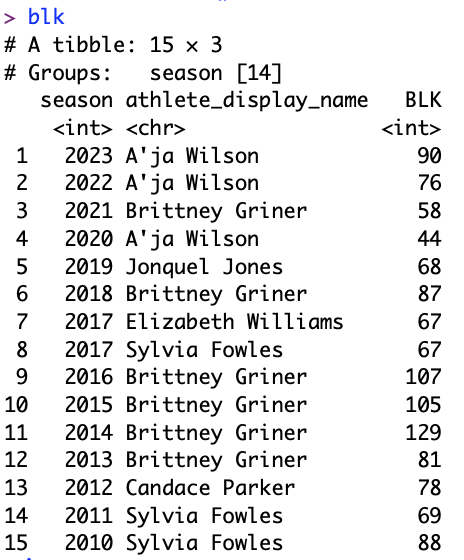 > blk
# A tibble: 15 × 3
# Groups:   season [14]
   season athlete_display_name   BLK
    <int> <chr>                <int>
 1   2023 A'ja Wilson             90
 2   2022 A'ja Wilson             76
 3   2021 Brittney Griner         58
 4   2020 A'ja Wilson             44
 5   2019 Jonquel Jones           68
 6   2018 Brittney Griner         87
 7   2017 Elizabeth Williams      67
 8   2017 Sylvia Fowles           67
 9   2016 Brittney Griner        107
10   2015 Brittney Griner        105
11   2014 Brittney Griner        129
12   2013 Brittney Griner         81
13   2012 Candace Parker          78
14   2011 Sylvia Fowles           69
15   2010 Sylvia Fowles           88